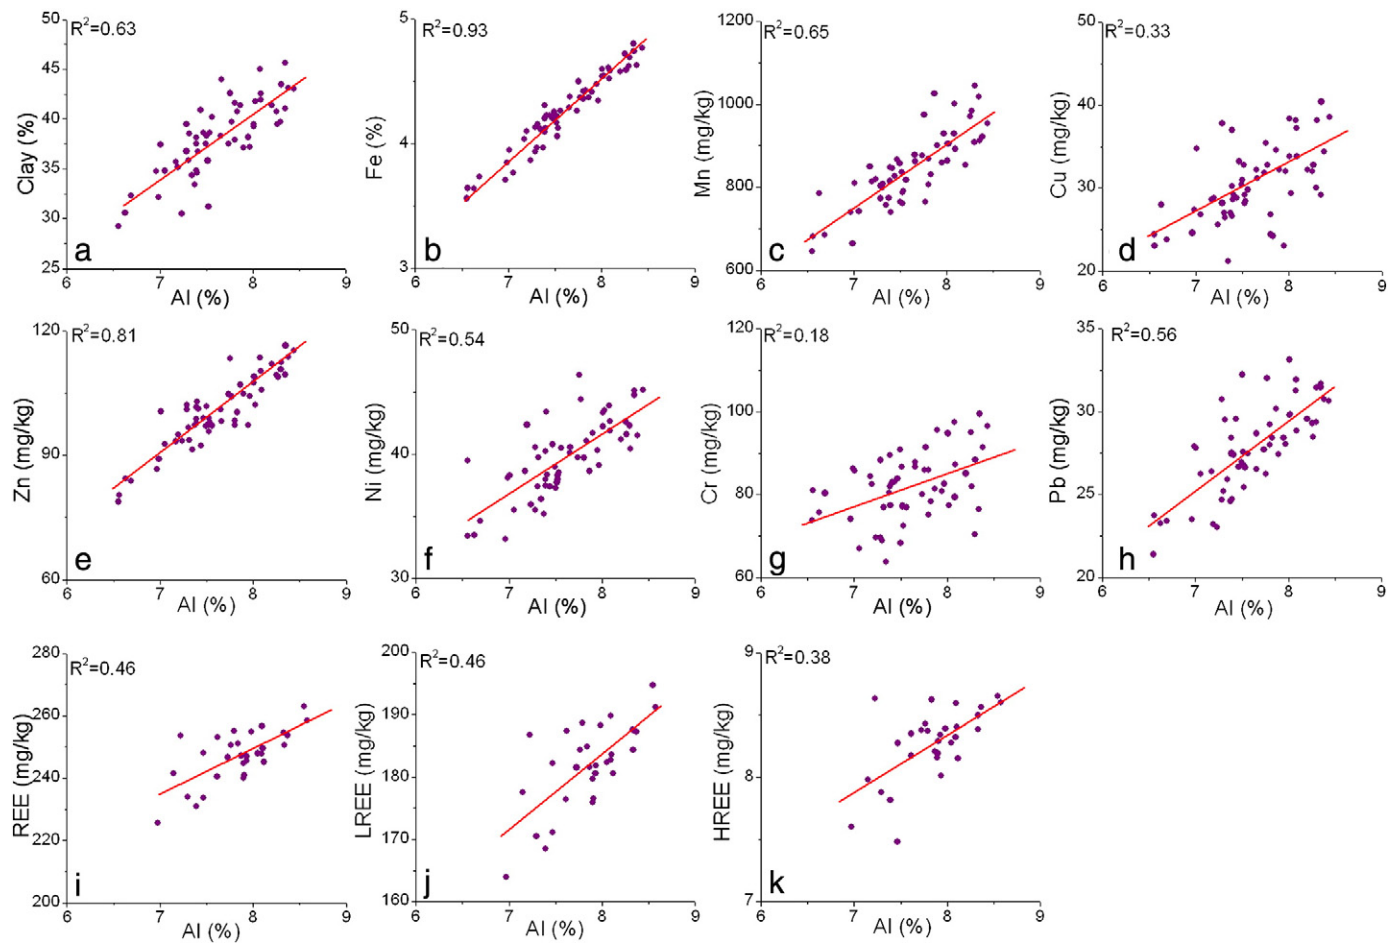 50
45
40
35
30
25
Clay (%)
R²=0.63
a
6 7 8 9
Al (%)
5
4
3
Fe (%)
R²=0.93
b
6 7 8 9
Al (%)
1200
1000
800
600
Mn (mg/kg)
R²=0.65
c
6 7 8 9
Al (%)
50
40
30
20
Cu (mg/kg)
R²=0.33
d
6 7 8 9
Al (%)
120
90
60
Zn (mg/kg)
R²=0.81
e
6 7 8 9
Al (%)
50
40
30
Ni (mg/kg)
R²=0.54
f
6 7 8 9
Al (%)
120
100
80
60
Cr (mg/kg)
R²=0.18
g
6 7 8 9
Al (%)
35
30
25
20
Pb (mg/kg)
R²=0.56
h
6 7 8 9
Al (%)
280
260
240
220
200
REE (mg/kg)
R²=0.46
i
6 7 8 9
Al (%)
200
190
180
170
160
LREE (mg/kg)
R²=0.46
j
6 7 8 9
Al (%)
9
8
7
HREE (mg/kg)
R²=0.38
k
6 7 8 9
Al (%)